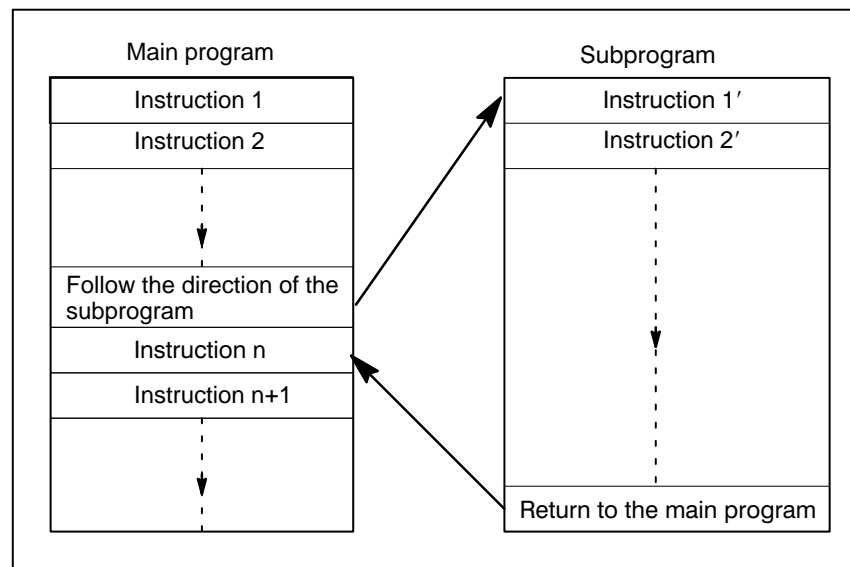 Main program
Instruction 1
Instruction 2
Follow the direction of the
subprogram
Instruction n
Instruction n+1
Subprogram
Instruction 1′
Instruction 2′
Return to the main program